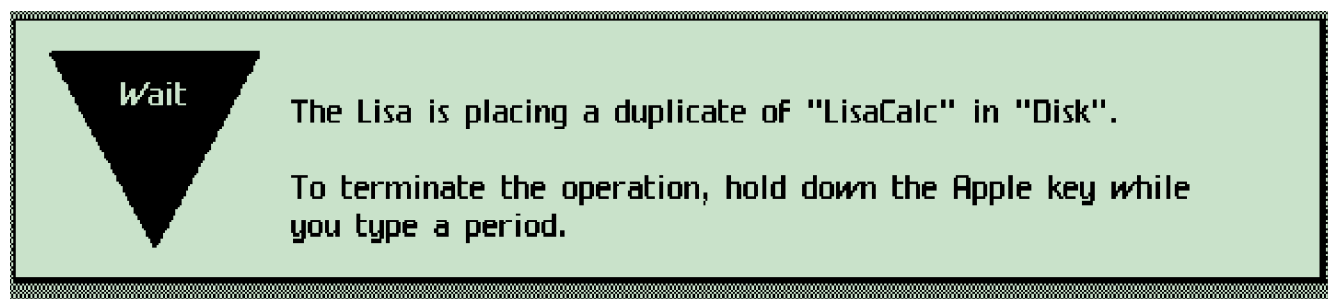 Wait
The Lisa is placing a duplicate of "LisaCalc" in "Disk".
To terminate the operation, hold down the Apple key while
you type a period.